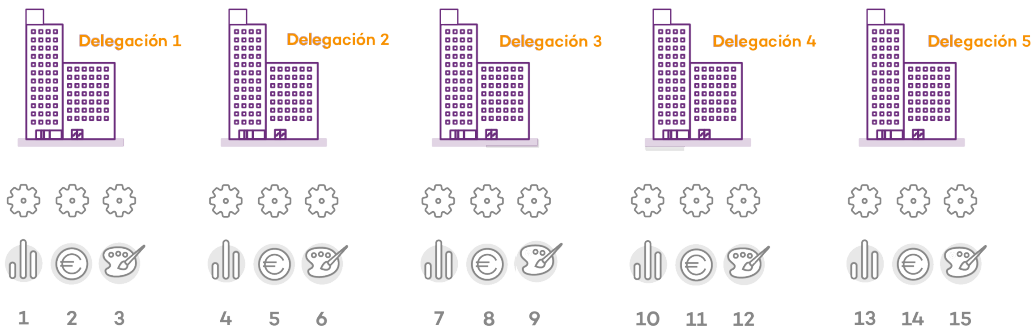 Delegación 1
Delegación 2
Delegación 3
Delegación 4
Delegación 5
1 2 3 4 5 6 7 8 9 10 11 12 13 14 15